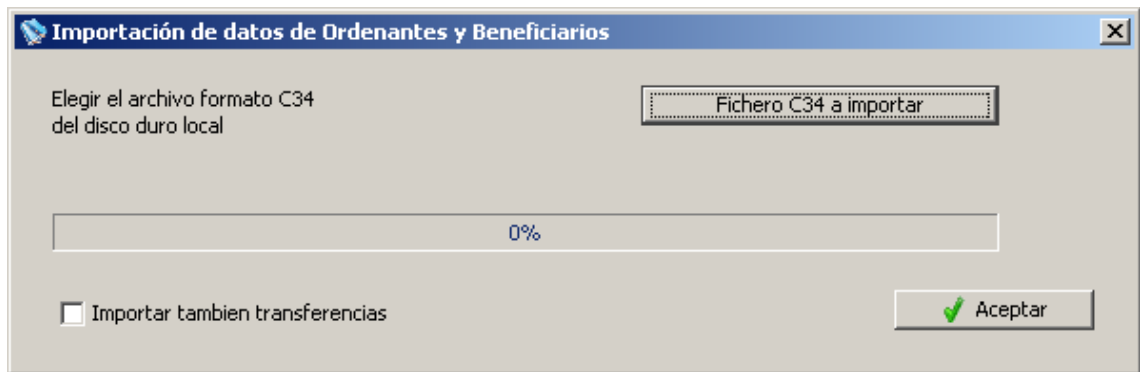 Importación de datos de Ordenantes y Beneficiarios
Elegir el archivo formato C34
del disco duro local
Fichero C34 a importar
0%
Importar tambien transferencias
Aceptar